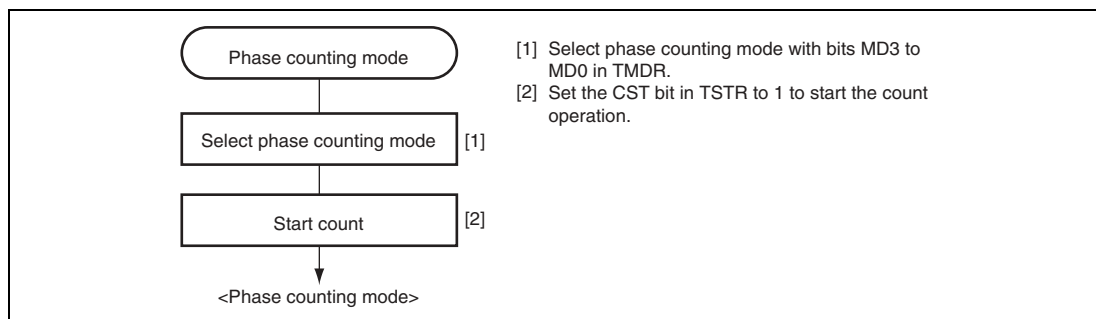 Phase counting mode
Select phase counting mode [1]
Start count [2]
<Phase counting mode>
[1] Select phase counting mode with bits MD3 to
MD0 in TMDR.
[2] Set the CST bit in TSTR to 1 to start the count
operation.